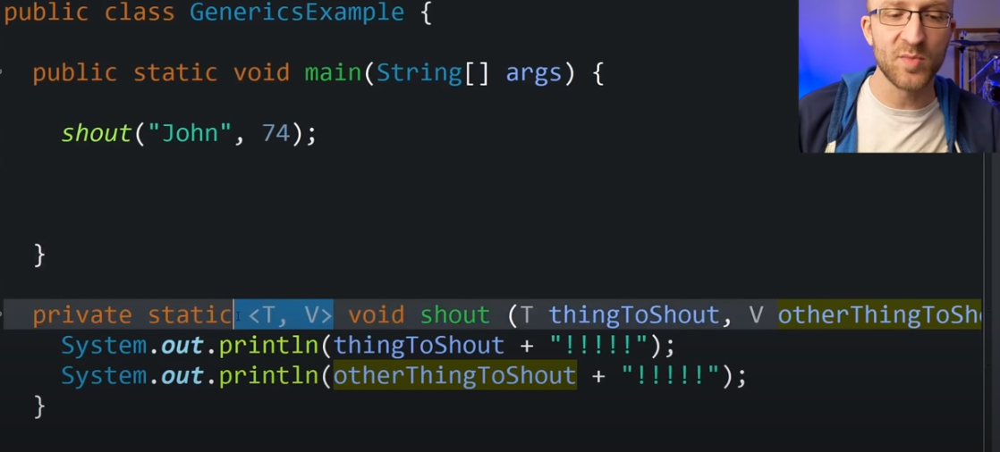 public class GenericsExample {
public static void main(String[] args) {
shout("John", 74);
}
private static <T, V> void shout (T thingToShout, V otherThingToSh
System.out.println(thingToShout + "!!!!!");
System.out.println(otherThingToShout + "!!!!!");
}